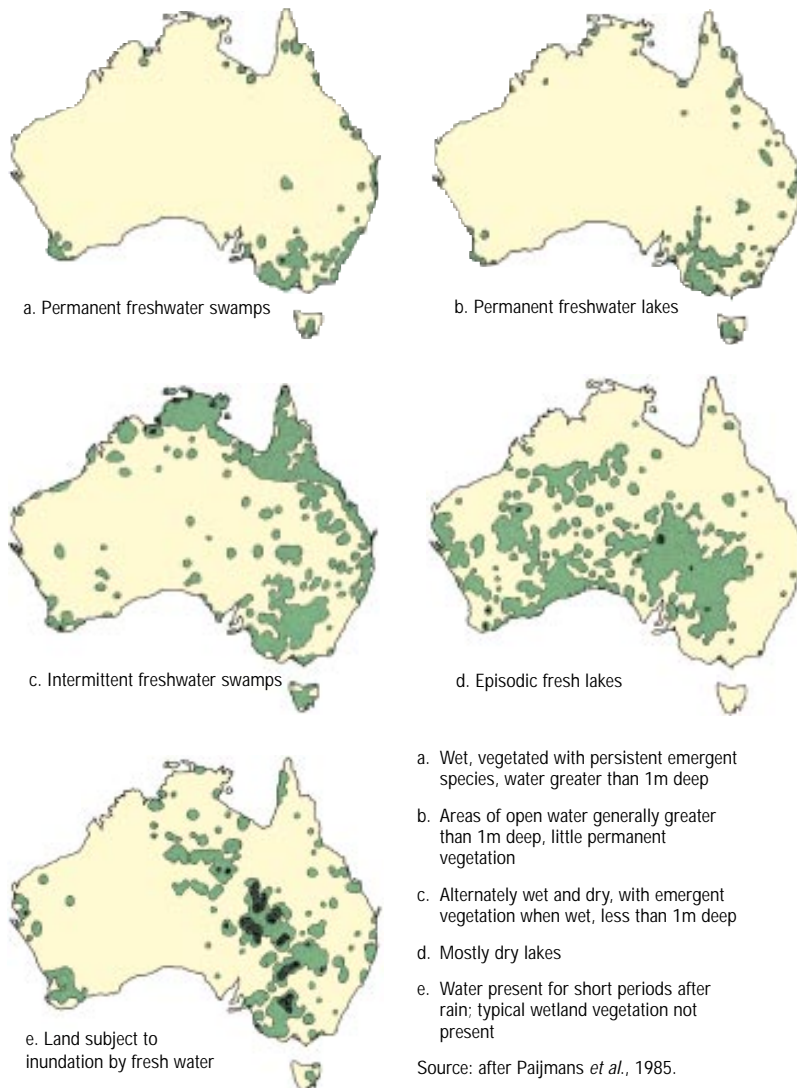 a. Permanent freshwater swamps
b. Permanent freshwater lakes
c. Intermittent freshwater swamps
d. Episodic fresh lakes
e. Land subject to
inundation by fresh water
a. Wet, vegetated with persistent emergent
species, water greater than 1m deep
b. Areas of open water generally greater
than 1m deep, little permanent
vegetation
c. Alternately wet and dry, with emergent
vegetation when wet, less than 1m deep
d. Mostly dry lakes
e. Water present for short periods after
rain; typical wetland vegetation not
present
Source: after Paijmans et al., 1985.